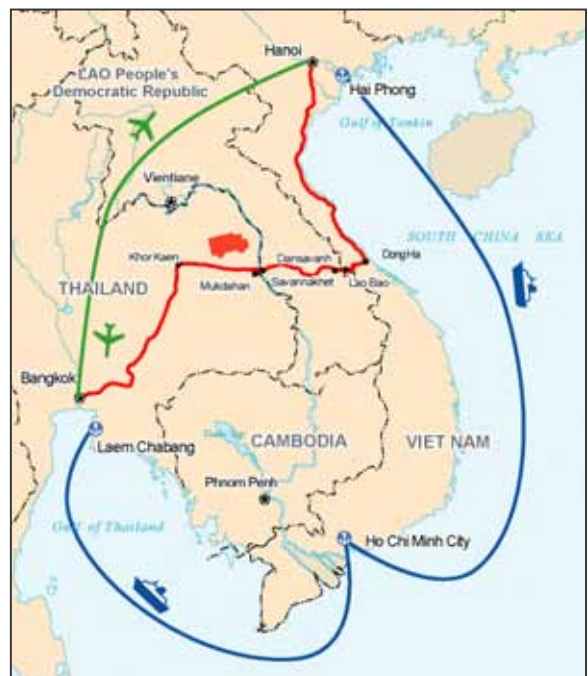 Hanoi
LAO People's
Democratic Republic
Hai Phong
Gulf of Tonkin
Vientiane
SOUTH CHINA SEA
Khor Kaen
Dansavanh
Dong Ha
THAILAND
Mukdahan
Savannakhet
Lao Bao
Bangkok
Laem Chabang
CAMBODIA
VIET NAM
Phnom Penh
Gulf of Thailand
Ho Chi Minh City